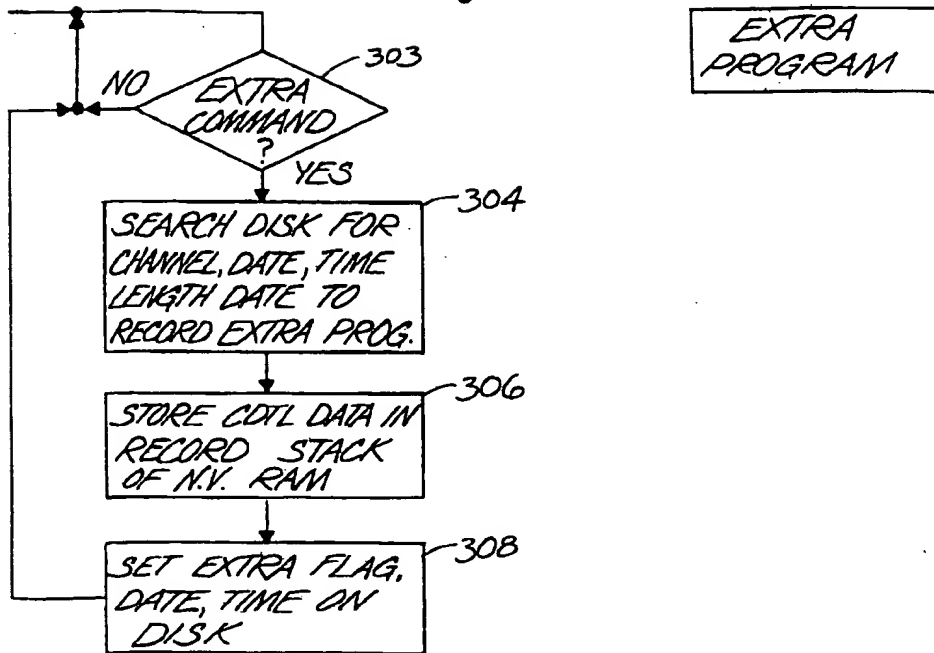 EXTRA
PROGRAM
303
NO
EXTRA
COMMAND
?
YES
304
SEARCH DISK FOR
CHANNEL, DATE, TIME
LENGTH DATE TO
RECORD EXTRA PROG.
306
STORE CDTL DATA IN
RECORD STACK
OF N.V. RAM
308
SET EXTRA FLAG,
DATE, TIME ON
DISK